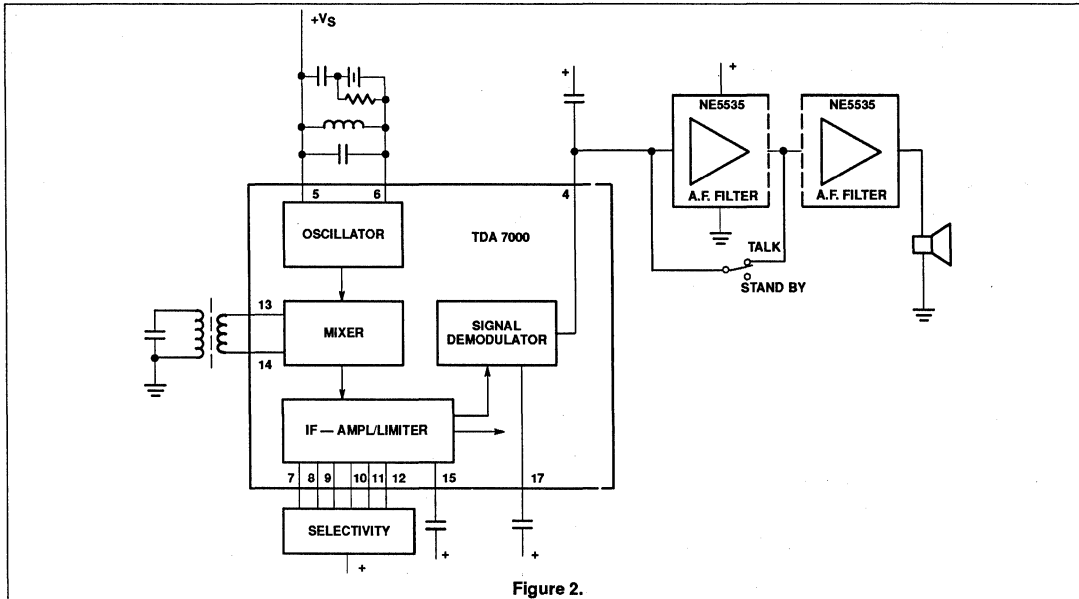 +VS
+
+
NE5535
NE5535
A.F. FILTER
A.F. FILTER
5
6
4
OSCILLATOR
TDA 7000
TALK
STAND BY
13
MIXER
SIGNAL
DEMODULATOR
14
IF — AMPL/LIMITER
7 8 9 10 11 12 15 17
SELECTIVITY
+
+
+
Figure 2.